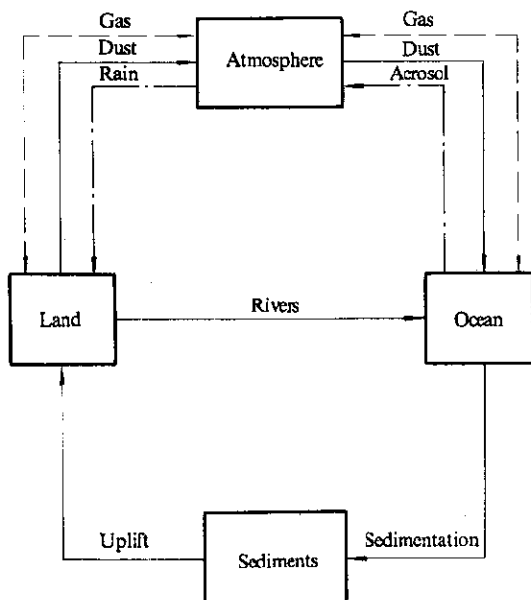 Gas
Gas
Dust
Dust
Atmosphere
Rain
Aerosol
Rivers
Land
Ocean
Uplift
Sedimentation
Sediments